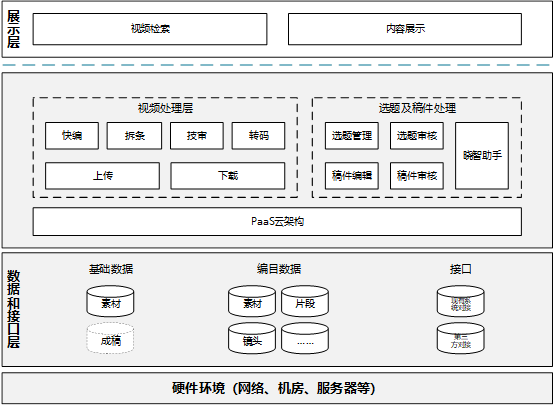 展示层
视频检索
内容展示
视频处理层
选题及稿件处理
快编
拆条
技审
转码
上传
下载
选题管理
选题审核
稿件编辑
稿件审核
晓智助手
PaaS云架构
数据和接口层
基础数据
编目数据
接口
素材
素材
片段
现有系
统对接
成稿
镜头
……
第三
方对接
硬件环境（网络、机房、服务器等）